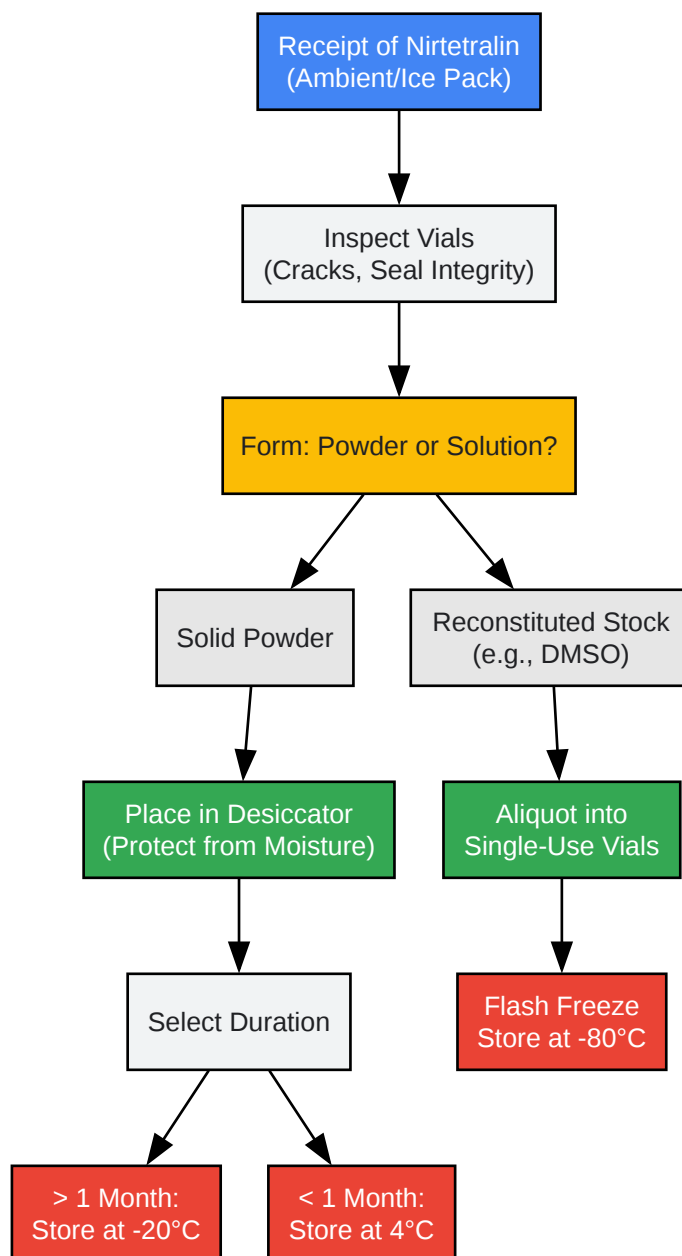 Receipt of Nirtetralin
(Ambient/Ice Pack)
Inspect Vials
(Cracks, Seal Integrity)
Form: Powder or Solution?
Solid Powder
Reconstituted Stock
(e.g., DMSO)
Place in Desiccator
(Protect from Moisture)
Aliquot into
Single-Use Vials
Select Duration
Flash Freeze
Store at -80°C
> 1 Month:
Store at -20°C
< 1 Month:
Store at 4°C